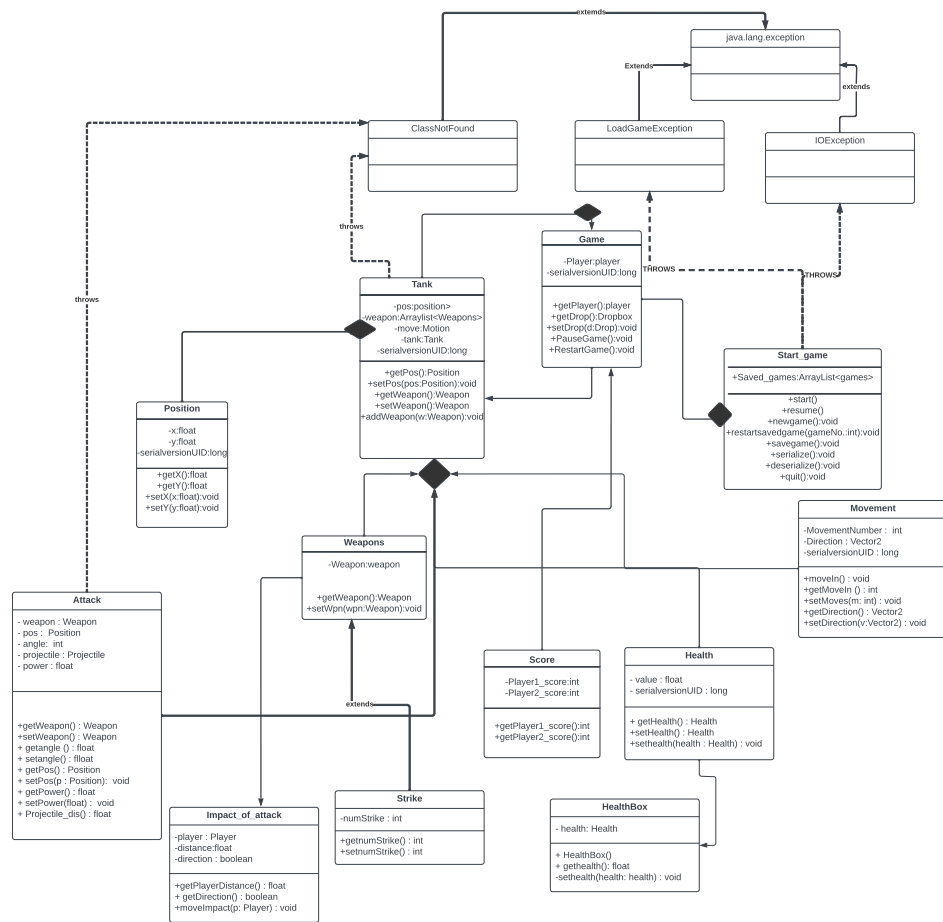 extemds
java.lang.exception
Extends
extends
ClassNotFound
LoadGameException
IOException
throws
THROWS
THROWS
throws
Game
-Player:player
-serialversionUID:long
+getPlayer():player
+getDrop():Dropbox
+setDrop(d:Drop):void
+PauseGame():void
+RestartGame():void
Tank
-pos:position>
-weapon:Arraylist<Weapons>
-move:Motion
-tank:Tank
-serialversionUID:long
+getPos():Position
+setPos(pos:Position):void
+getWeapon():Weapon
+setWeapon():Weapon
+addWeapon(w:Weapon):void
Start_game
+Saved_games:ArrayList<games>
+start()
+resume()
+newgame():void
+restartsavedgame(gameNo.:int):void
+savegame():void
+serialize():void
+deserialize():void
+quit():void
Position
-x:float
-y:float
-serialversionUID:long
+getX():float
+getY():float
+setX(x:float):void
+setY(y:float):void
Movement
-MovementNumber : int
-Direction : Vector2
-serialversionUID : long
+moveIn() : void
+getMoveIn () : int
+setMoves(m: int) : void
+getDirection() : Vector2
+setDirection(v:Vector2) : void
Weapons
-Weapon:weapon
+getWeapon():Weapon
+setWpn(wpn:Weapon):void
Attack
- weapon : Weapon
- pos : Position
- angle: int
- projectile : Projectile
- power : float
+getWeapon() : Weapon
+setWeapon() : Weapon
+ getangle () : float
+ setangle() : flloat
+ getPos() : Position
+ setPos(p : Position): void
+ getPower() : float
+ setPower(float) : void
+ Projectile_dis() : float
Score
-Player1_score:int
-Player2_score:int
+getPlayer1_score():int
+getPlayer2_score():int
Health
- value : float
- serialversionUID : long
+ getHealth() : Health
+setHealth() : Health
+sethealth(health : Health) : void
extends
Strike
-numStrike : int
+getnumStrike() : int
+setnumStrike() : int
Impact_of_attack
-player : Player
-distance:float
-direction : boolean
+getPlayerDistance() : float
+ getDirection() : boolean
+moveImpact(p: Player) : void
HealthBox
- health: Health
+ HealthBox()
+ gethealth(): float
-sethealth(health: health) : void